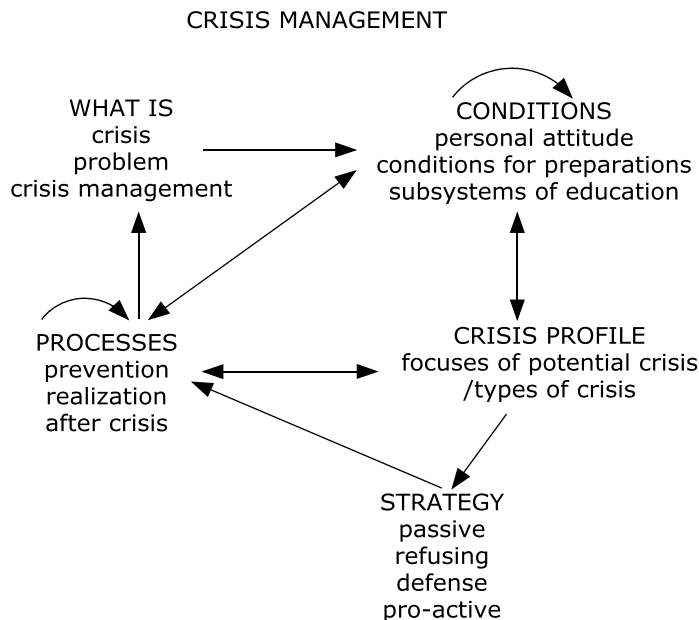 CRISIS MANAGEMENT
WHAT IS
crisis
problem
crisis management
CONDITIONS
personal attitude
conditions for preparations
subsystems of education
PROCESSES
prevention
realization
after crisis
CRISIS PROFILE
focuses of potential crisis
/types of crisis
STRATEGY
passive
refusing
defense
pro-active